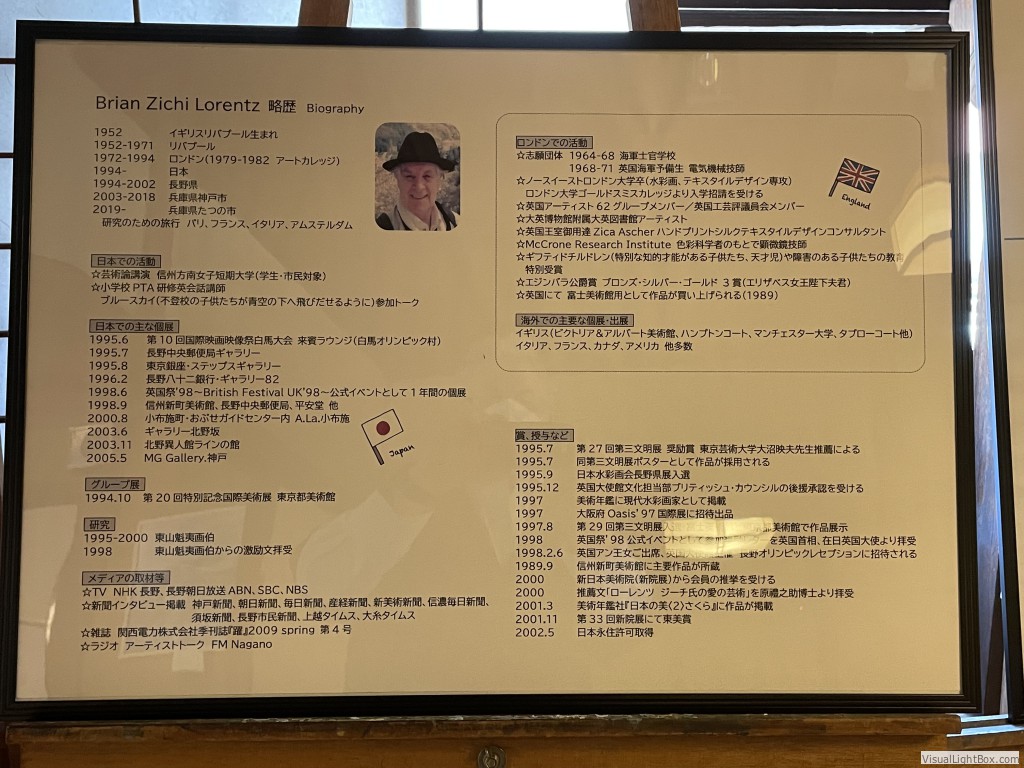 Brian Zichi Lorentz 略歴 Biography
1952 イギリスリバプール生まれ
1952-1971 リバプール
1972-1994 ロンドン(1979-1982 アートカレッジ)
1994- 日本
1994-2002 長野県
2003-2018 兵庫県神戸市
2019- 兵庫県たつの市
研究のための旅行 パリ、フランス、イタリア、アムステルダム
日本での活動
☆芸術論講演 信州方南女子短期大学(学生・市民対象)
☆小学校PTA研修英会話講師
ブルースカイ(不登校の子供たちが青空の下へ飛びだせるように)参加トーク
日本での主な個展
1995.6 第10回国際映画映像祭白馬大会 来賓ラウンジ(白馬オリンピック村)
1995.7 長野中央郵便局ギャラリー
1995.8 東京銀座・ステップスギャラリー
1996.2 長野八十二銀行・ギャラリー82
1998.6 英国祭'98~British Festival UK'98~公式イベントとして1年間の個展
1998.9 信州新町美術館、長野中央郵便局、平安堂 他
2000.8 小布施町・おぶせガイドセンター内 A.La.小布施
2003.6 ギャラリー北野坂
2003.11 北野異人館ラインの館
2005.5 MG Gallery.神戸
Japan
グループ展
1994.10 第20回特別記念国際美術展 東京都美術館
研究
1995-2000 東山魁夷画伯
1998 東山魁夷画伯からの激励文拝受
メディアの取材等
☆TV NHK長野、長野朝日放送ABN、SBC、NBS
☆新聞インタビュー掲載 神戸新聞、朝日新聞、毎日新聞、産経新聞、新美術新聞、信濃毎日新聞、
須坂新聞、長野市民新聞、上越タイムス、大糸タイムス
☆雑誌 関西電力株式会社季刊誌『躍』2009 spring 第4号
☆ラジオ アーティストトーク FM Nagano
ロンドンでの活動
☆志願団体 1964-68 海軍士官学校
1968-71 英国海軍予備生 電気機械技師
☆ノースイーストロンドン大学卒(水彩画、テキスタイルデザイン専攻)
ロンドン大学ゴールドスミスカレッジより入学招請を受ける
☆英国アーティスト62グループメンバー/英国工芸評議員会メンバー
☆大英博物館附属大英図書館アーティスト
☆英国王室御用達Zica Ascherハンドプリントシルクテキスタイルデザインコンサルタント
☆McCrone Research Institute 色彩科学者のもとで顕微鏡技師
☆ギフティドチルドレン(特別な知的才能がある子供たち、天才児)や障害のある子供たちの教育
特別受賞
☆エジンバラ公爵賞 ブロンズ・シルバー・ゴールド 3賞(エリザベス女王陛下夫君)
☆英国にて 富士美術館用として作品が買い上げられる(1989)
England
海外での主要な個展・出展
イギリス(ビクトリア&アルバート美術館、ハンプトンコート、マンチェスター大学、タプローコート他)
イタリア、フランス、カナダ、アメリカ 他多数
賞、授与など
1995.7 第27回第三文明展 奨励賞 東京芸術大学大沼映夫先生推薦による
1995.7 同第三文明展ポスターとして作品が採用される
1995.9 日本水彩画会長野県展入選
1995.12 英国大使館文化担当部ブリティッシュ・カウンシルの後援承認を受ける
1997 美術年鑑に現代水彩画家として掲載
1997 大阪府Oasis'97国際展に招待出品
1997.8 第29回第三文明展 美術館で作品展示
1998 英国祭'98公式イベントとして を英国首相、在日英国大使より拝受
1998.2.6 英国アン王女ご出席、 長野オリンピックレセプションに招待される
1989.9 信州新町美術館に主要作品が所蔵
2000 新日本美術院(新院展)から会員の推挙を受ける
2000 推薦文「ローレンツ ジーチ氏の愛の芸術」を原禮之助博士より拝受
2001.3 美術年鑑社『日本の美〈2〉さくら』に作品が掲載
2001.11 第33回新院展にて東美賞
2002.5 日本永住許可取得
VisualLightBox.com